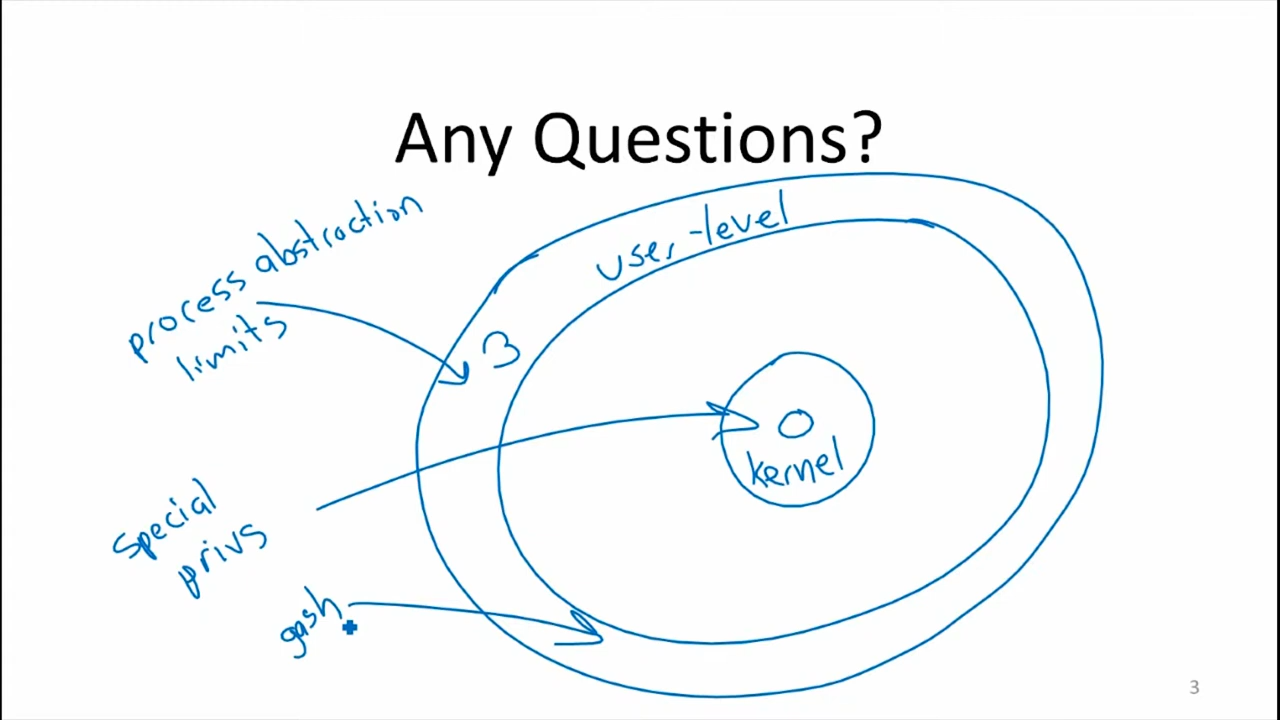 Any Questions?
process abstraction
limits
user-level
3
0
kernel
special
privs
gash
3